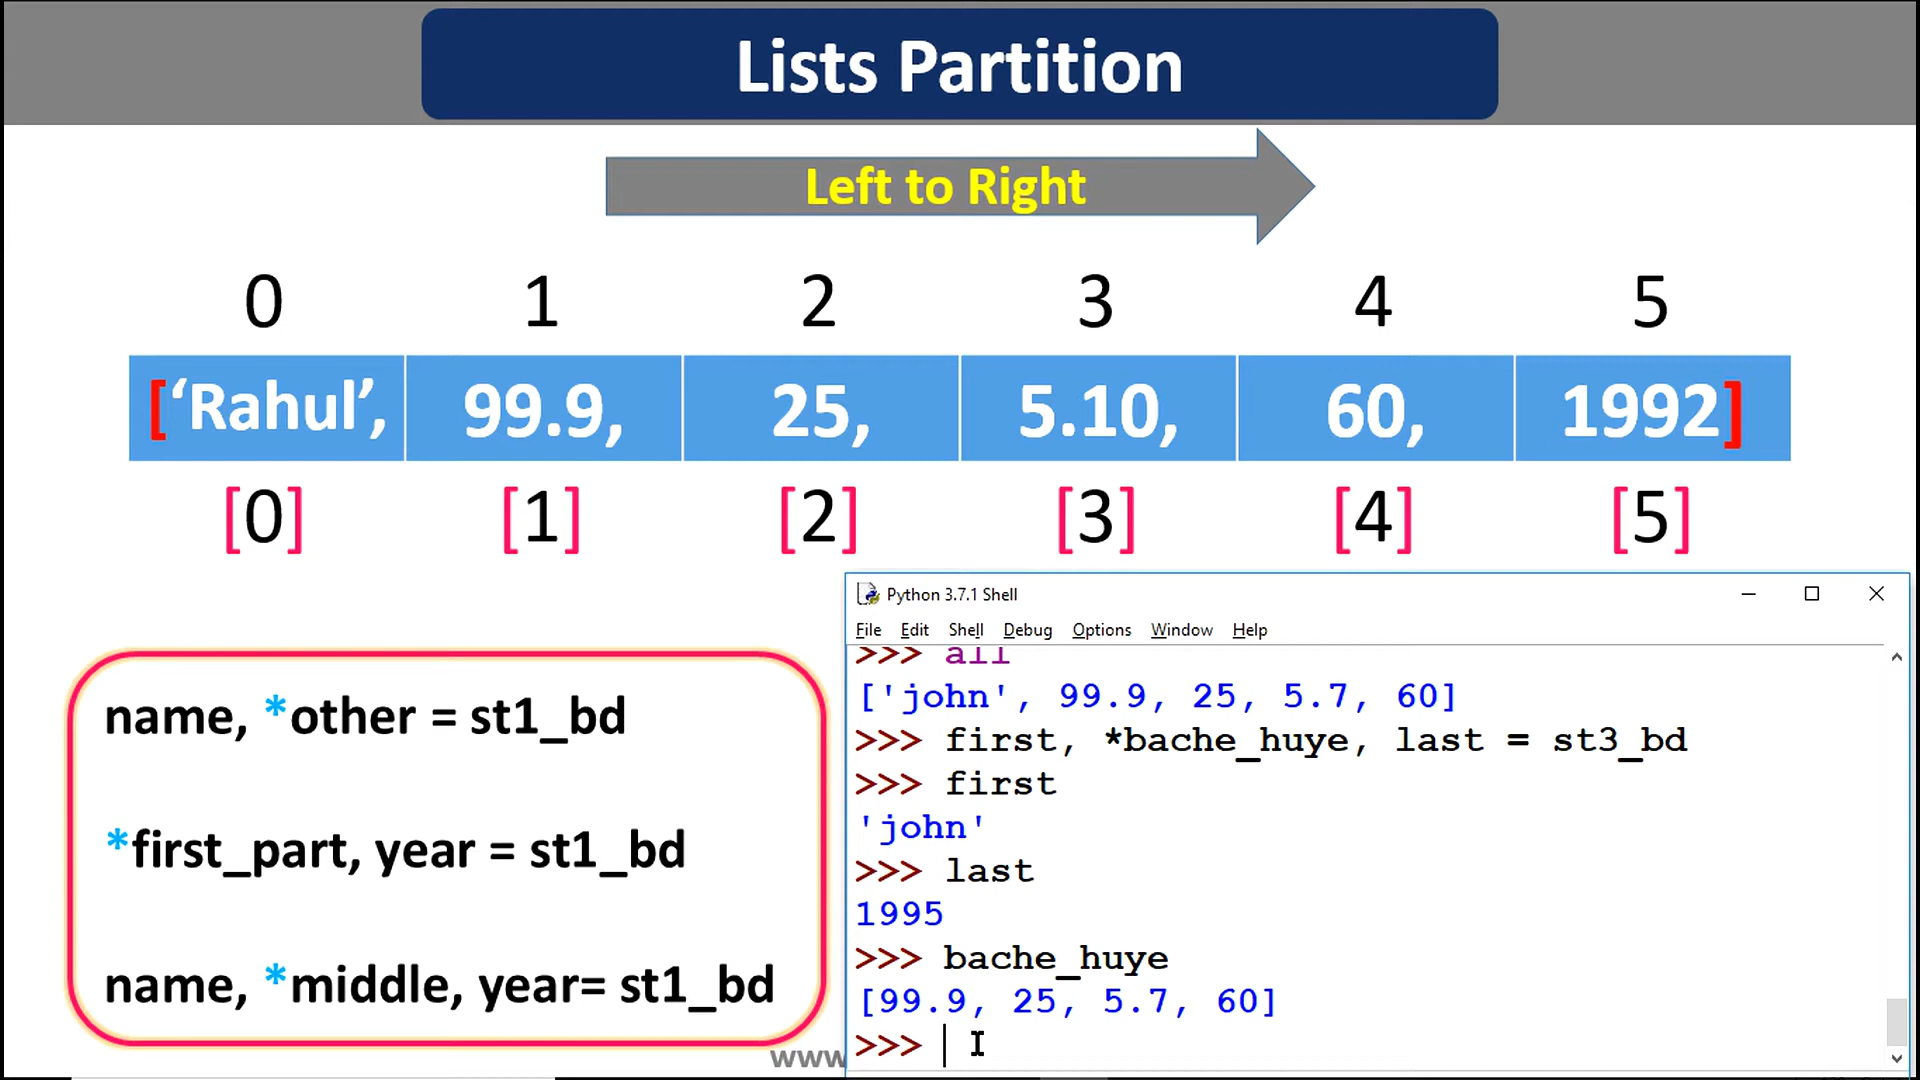 Lists Partition
Left to Right
0 1 2 3 4 5
[‘Rahul’, 99.9, 25, 5.10, 60, 1992]
[0] [1] [2] [3] [4] [5]
name, *other = st1_bd
*first_part, year = st1_bd
name, *middle, year= st1_bd
Python 3.7.1 Shell
File Edit Shell Debug Options Window Help
>>> all
['john', 99.9, 25, 5.7, 60]
>>> first, *bache_huye, last = st3_bd
>>> first
'john'
>>> last
1995
>>> bache_huye
[99.9, 25, 5.7, 60]
>>>
www